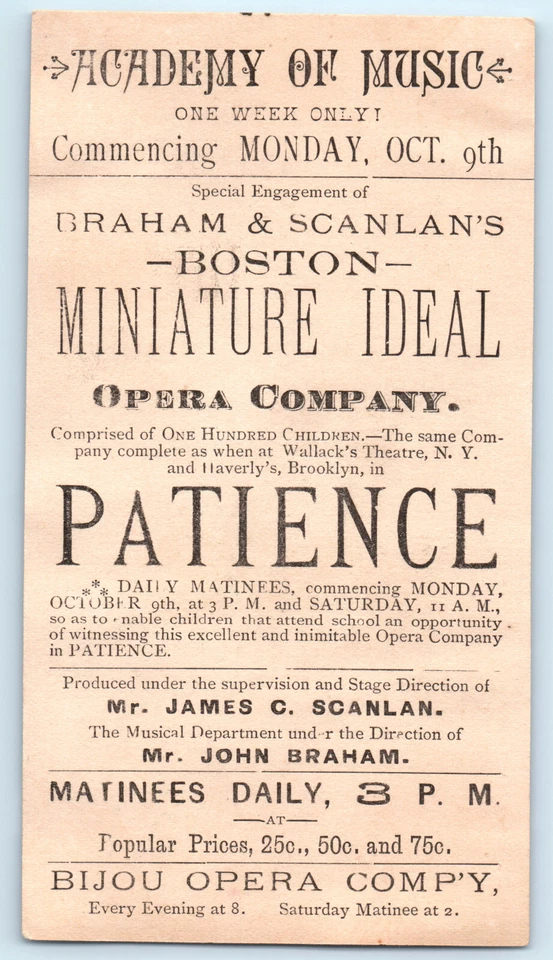 ACADEMY OF MUSIC
ONE WEEK ONLY!
Commencing MONDAY, OCT. 9th
Special Engagement of
BRAHAM & SCANLAN'S
—BOSTON—
MINIATURE IDEAL
OPERA COMPANY.
Comprised of ONE HUNDRED CHILDREN.—The same Com-
pany complete as when at Wallack's Theatre, N. Y.
and Haverly's, Brooklyn, in
PATIENCE
⁂ DAILY MATINEES, commencing MONDAY,
OCTOBER 9th, at 3 P. M. and SATURDAY, 11 A. M.,
so as to enable children that attend school an opportunity
of witnessing this excellent and inimitable Opera Company
in PATIENCE.
Produced under the supervision and Stage Direction of
Mr. JAMES C. SCANLAN.
The Musical Department under the Direction of
Mr. JOHN BRAHAM.
MATINEES DAILY, 3 P. M.
—AT—
Popular Prices, 25c., 50c. and 75c.
BIJOU OPERA COMP'Y,
Every Evening at 8. Saturday Matinee at 2.